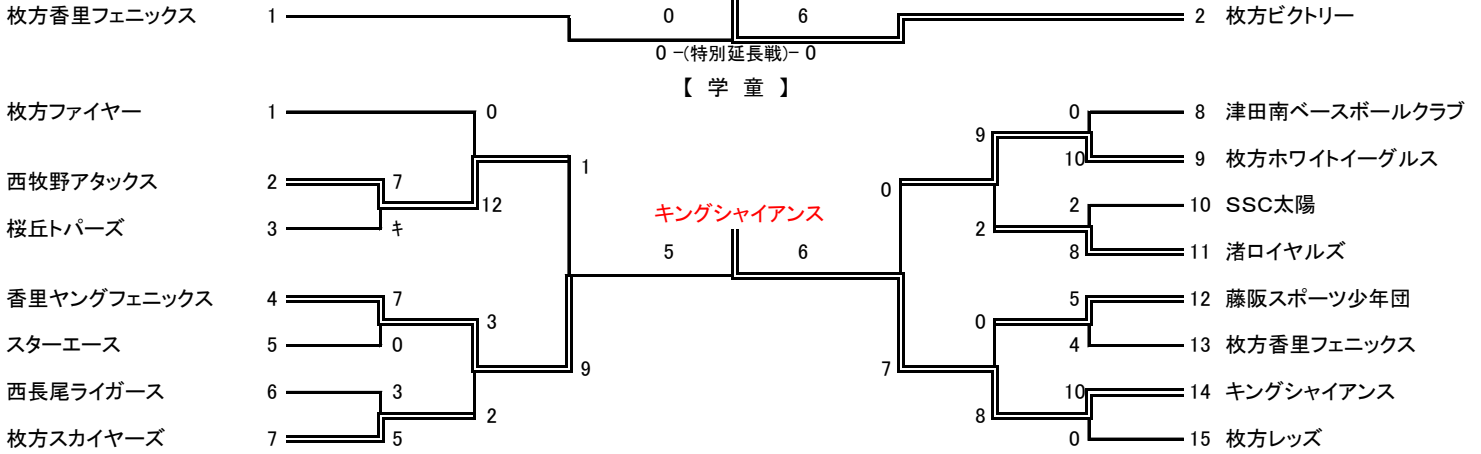 枚方香里フェニックス 1 0 6 2 枚方ビクトリー
0 -(特別延長戦)- 0
【 学 童 】
枚方ファイヤー 1 0 0 8 津田南ベースボールクラブ
9
1 10 9 枚方ホワイトイーグルス
西牧野アタックス 2 7
0
12 2 10 SSC太陽
キングシャイアンス
桜丘トパーズ 3 キ 2
5 6 8 11 渚ロイヤルズ
香里ヤングフェニックス 4 7 5 12 藤阪スポーツ少年団
3 0
スターエース 5 0 4 13 枚方香里フェニックス
9 7
西長尾ライガース 6 3 10 14 キングシャイアンス
2 8
枚方スカイヤーズ 7 5 0 15 枚方レッズ